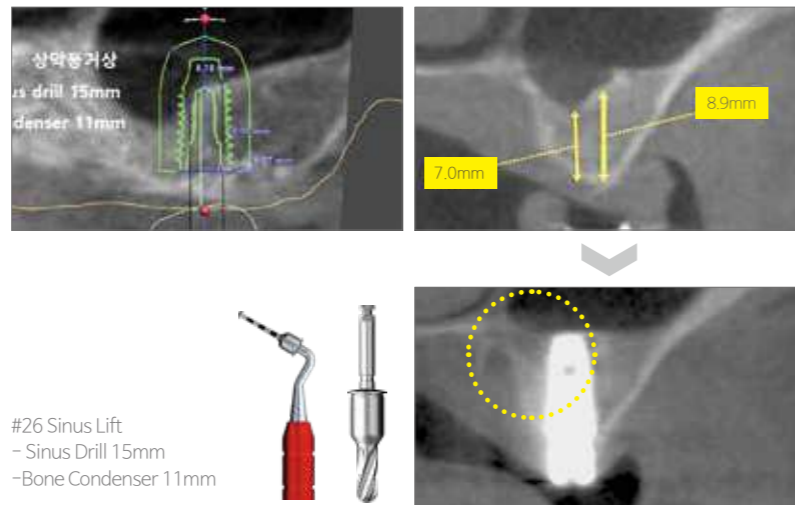 상악동거상
us drill 15mm
denser 11mm
8.9mm
7.0mm
#26 Sinus Lift
- Sinus Drill 15mm
-Bone Condenser 11mm